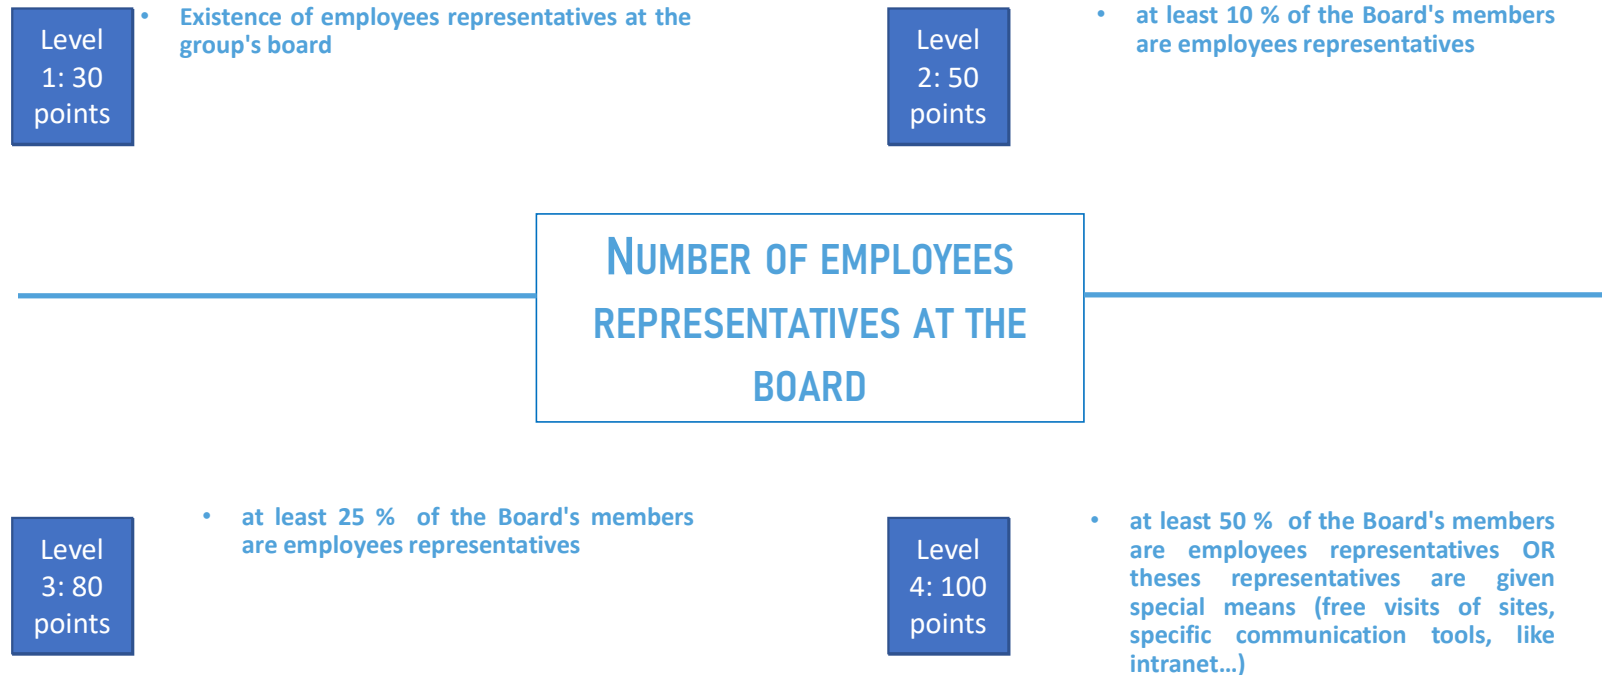 Level
1: 30
points
• Existence of employees representatives at the
group's board
Level
2: 50
points
• at least 10 % of the Board's members
are employees representatives
NUMBER OF EMPLOYEES
REPRESENTATIVES AT THE
BOARD
Level
3: 80
points
• at least 25 % of the Board's members
are employees representatives
Level
4: 100
points
• at least 50 % of the Board's members
are employees representatives OR
theses representatives are given
special means (free visits of sites,
specific communication tools, like
intranet...)